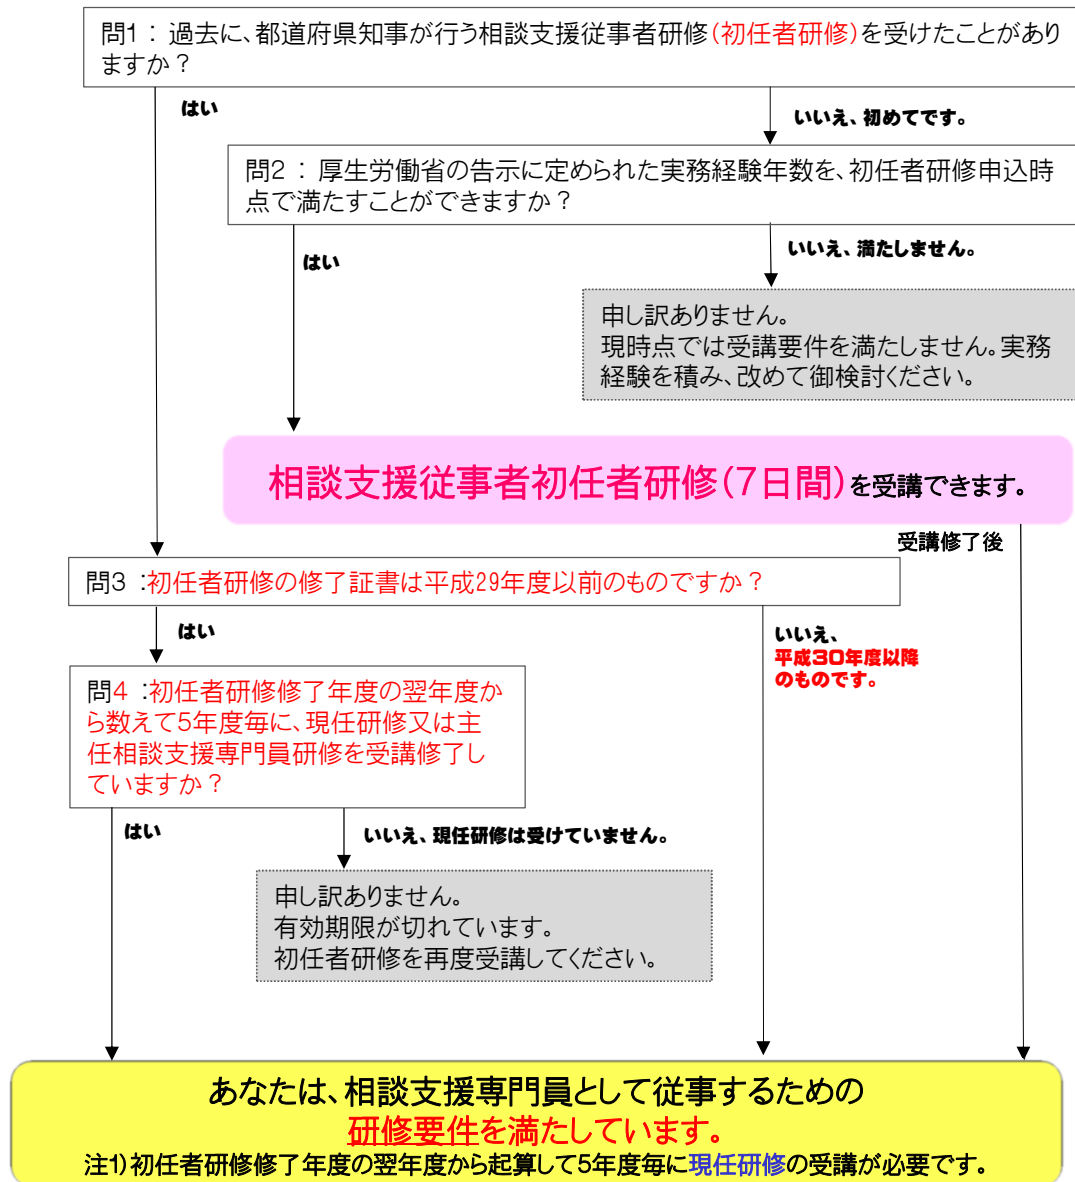 問1 : 過去に、都道府県知事が行う相談支援従事者研修(初任者研修)を受けたことがあり
ますか？
はい
いいえ、初めてです。
問2 : 厚生労働省の告示に定められた実務経験年数を、初任者研修申込時
点で満たすことができますか？
はい
いいえ、満たしません。
申し訳ありません。
現時点では受講要件を満たしません。実務
経験を積み、改めて御検討ください。
相談支援従事者初任者研修(7日間)を受講できます。
受講修了後
問3 :初任者研修の修了証書は平成29年度以前のものですか？
はい
いいえ、
平成30年度以降
のものです。
問4 :初任者研修修了年度の翌年度か
ら数えて5年度毎に、現任研修又は主
任相談支援専門員研修を受講修了し
ていますか？
はい
いいえ、現任研修は受けていません。
申し訳ありません。
有効期限が切れています。
初任者研修を再度受講してください。
あなたは、相談支援専門員として従事するための
研修要件を満たしています。
注1)初任者研修修了年度の翌年度から起算して5年度毎に現任研修の受講が必要です。